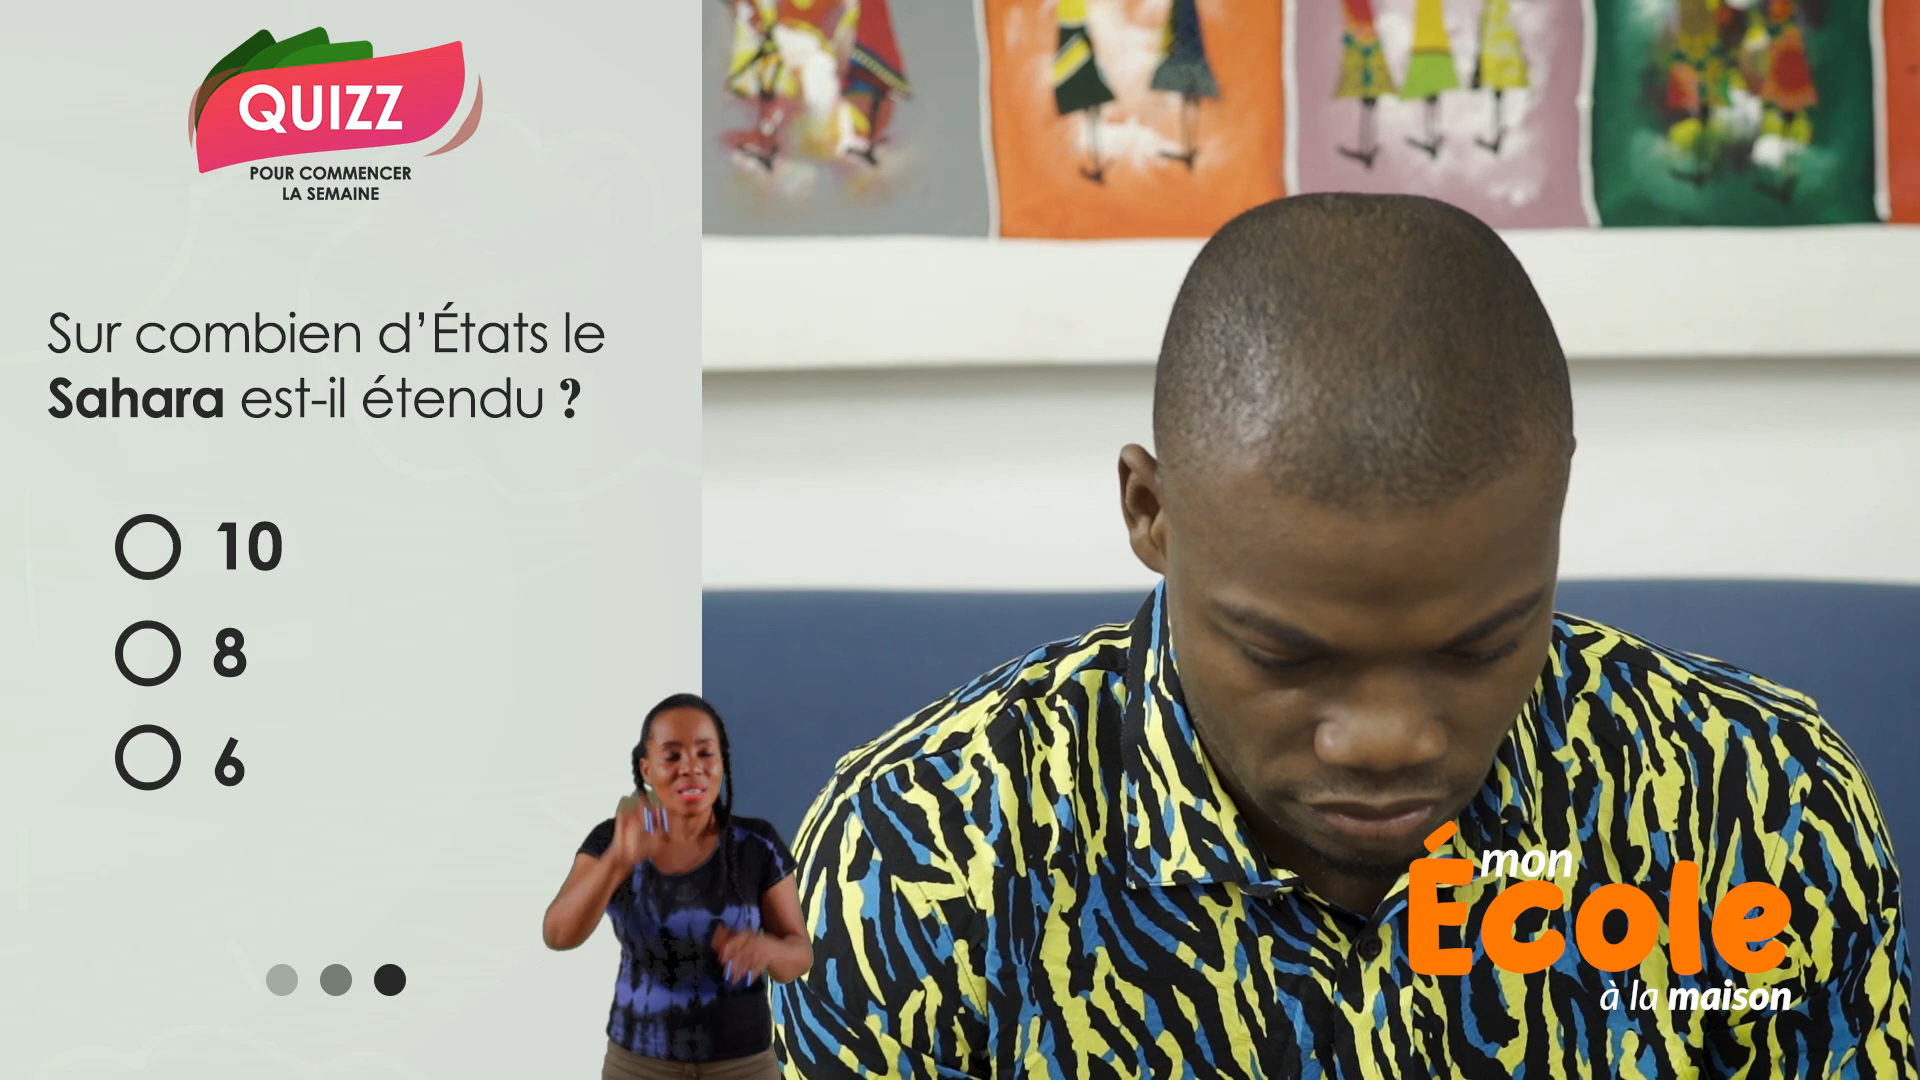 QUIZZ
POUR COMMENCER
LA SEMAINE
Sur combien d’États le
Sahara est-il étendu ?
10
8
6
mon
École
à la maison